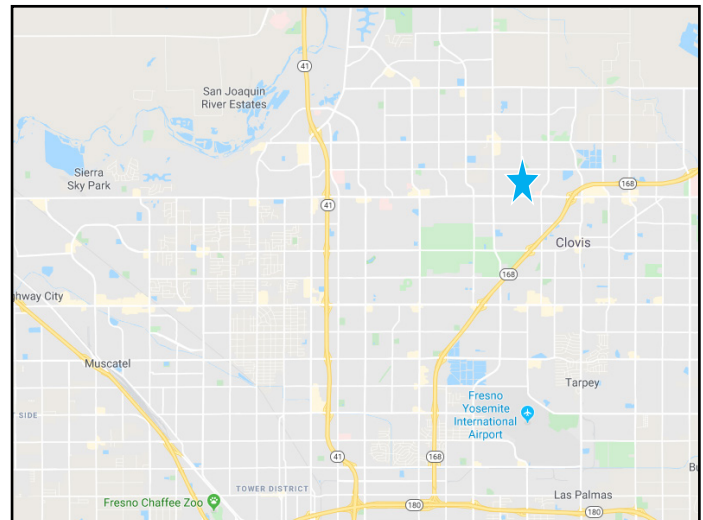 41
San Joaquin
River Estates
Sierra
Sky Park
168
41
Clovis
168
hway City
Muscatel
Tarpey
Fresno
Yosemite
International
Airport
T SIDE
41
168
TOWER DISTRICT
Las Palmas
Fresno Chaffee Zoo
180
180
Bu